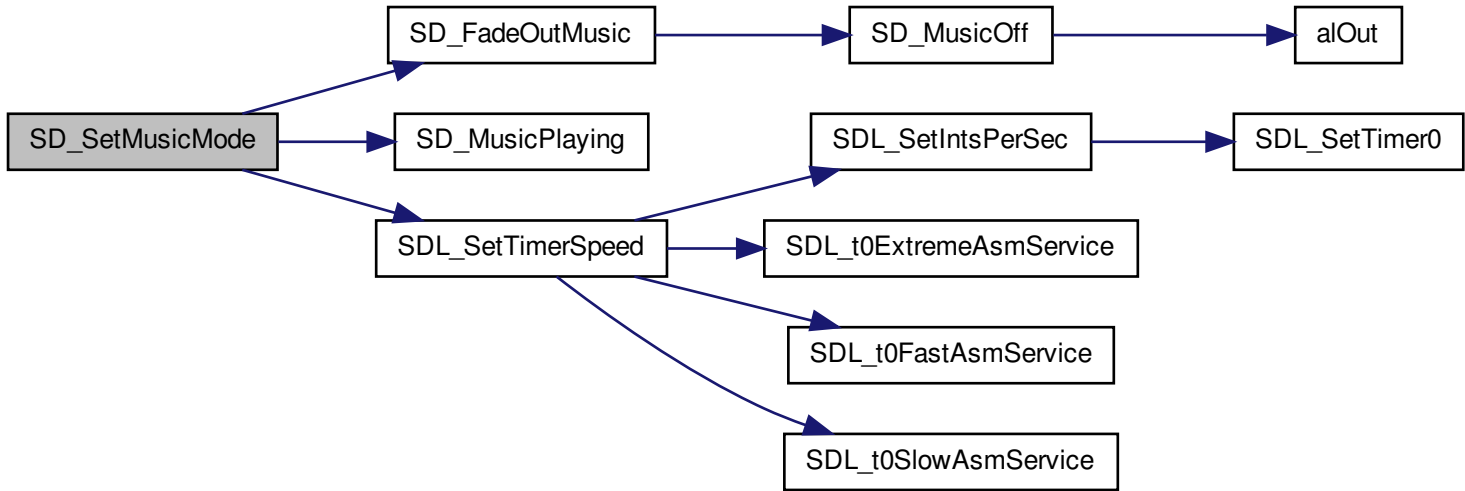 SD_FadeOutMusic
SD_MusicOff
alOut
SD_SetMusicMode
SD_MusicPlaying
SDL_SetIntsPerSec
SDL_SetTimer0
SDL_SetTimerSpeed
SDL_t0ExtremeAsmService
SDL_t0FastAsmService
SDL_t0SlowAsmService